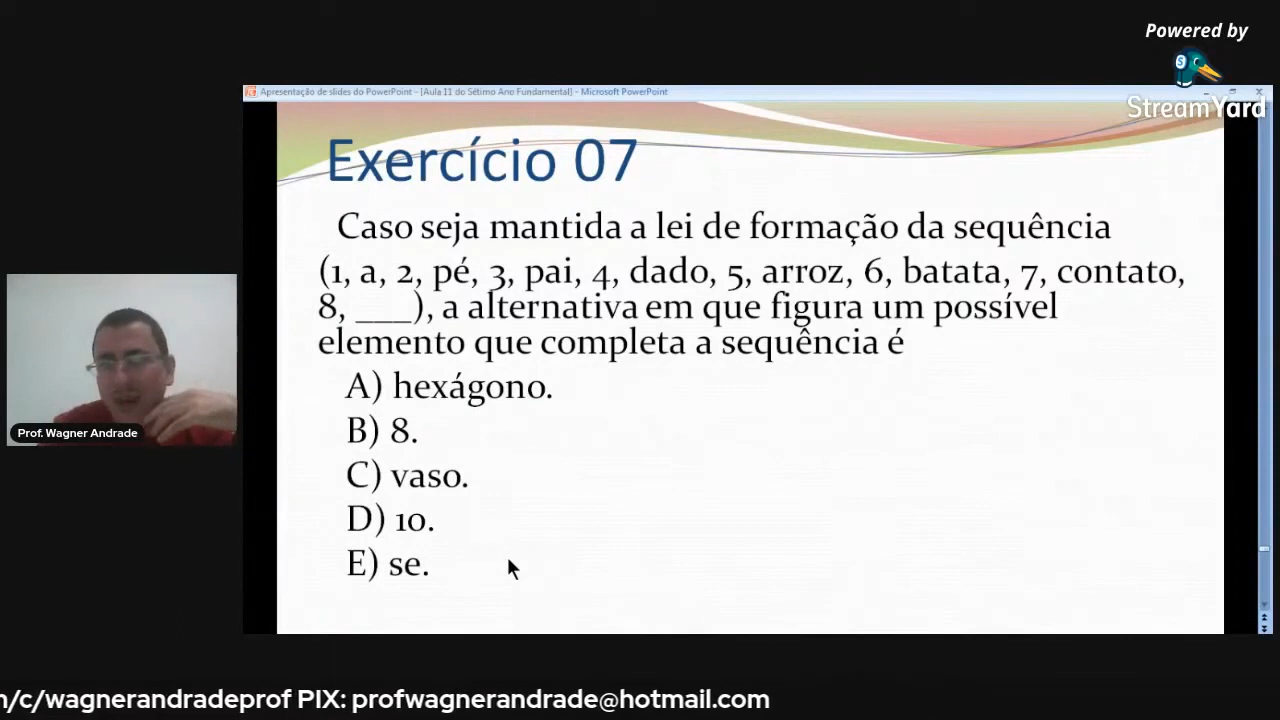 Powered by
StreamYard
Apresentação de slides do PowerPoint - [Aula 11 do Sétimo Ano Fundamental] - Microsoft PowerPoint
Exercício 07
Caso seja mantida a lei de formação da sequência
(1, a, 2, pé, 3, pai, 4, dado, 5, arroz, 6, batata, 7, contato,
8, ___), a alternativa em que figura um possível
elemento que completa a sequência é
A) hexágono.
B) 8.
C) vaso.
D) 10.
E) se.
Prof. Wagner Andrade
n/c/wagnerandradeprof PIX: profwagnerandrade@hotmail.com